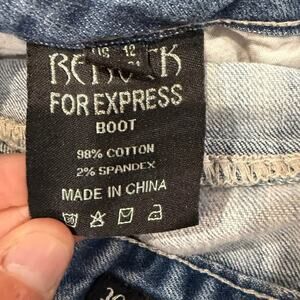 US 12
FOR EXPRESS
BOOT
98% COTTON
2% SPANDEX
MADE IN CHINA